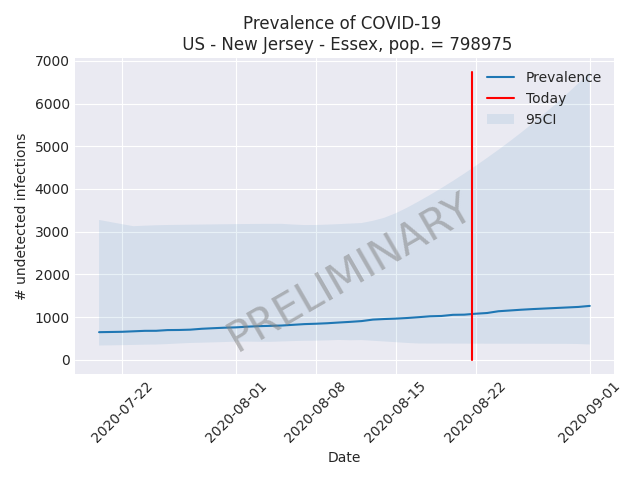 Prevalence of COVID-19
US - New Jersey - Essex, pop. = 798975
7000
6000
5000
4000
3000
2000
1000
0
# undetected infections
Prevalence
Today
95CI
PRELIMINARY
2020-07-22
2020-08-01
2020-08-08
2020-08-15
2020-08-22
2020-09-01
Date